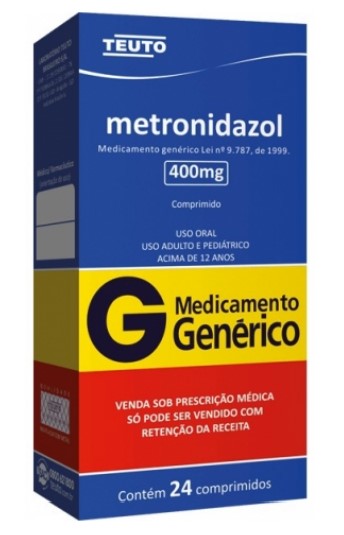 TEUTO
metronidazol
Medicamento genérico Lei nº 9.787, de 1999.
400mg
Comprimido
USO ORAL
USO ADULTO E PEDIÁTRICO
ACIMA DE 12 ANOS
G Medicamento
Genérico
VENDA SOB PRESCRIÇÃO MÉDICA
SÓ PODE SER VENDIDO COM
RETENÇÃO DA RECEITA
Contém 24 comprimidos